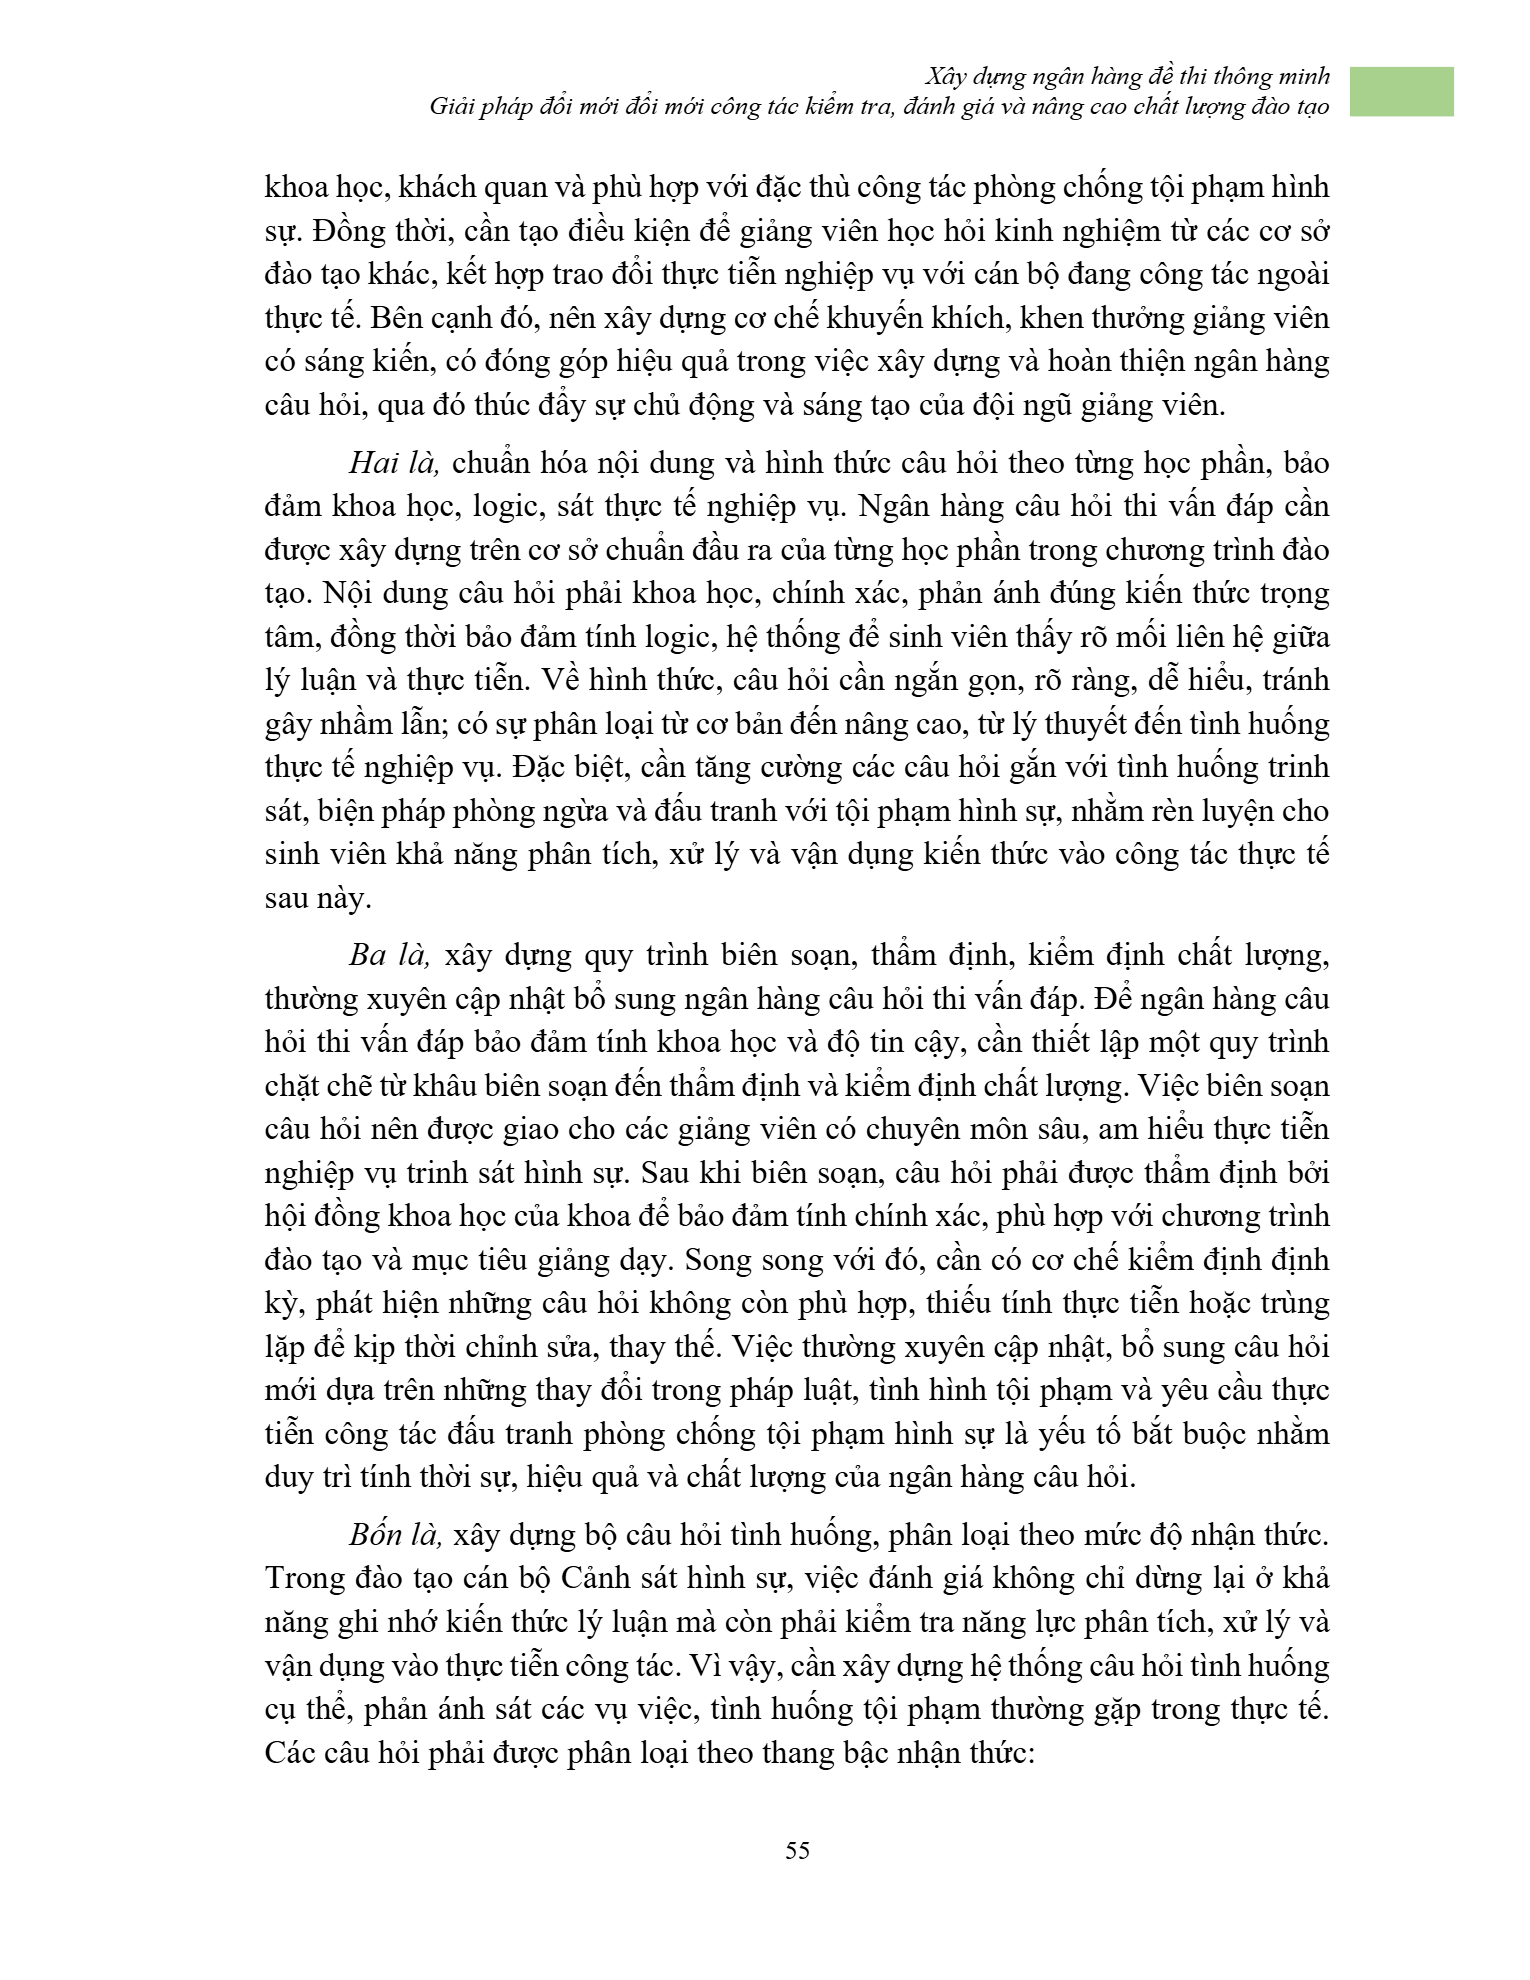 Xây dựng ngân hàng đề thi thông minh
Giải pháp đổi mới đổi mới công tác kiểm tra, đánh giá và nâng cao chất lượng đào tạo
khoa học, khách quan và phù hợp với đặc thù công tác phòng chống tội phạm hình
sự. Đồng thời, cần tạo điều kiện để giảng viên học hỏi kinh nghiệm từ các cơ sở
đào tạo khác, kết hợp trao đổi thực tiễn nghiệp vụ với cán bộ đang công tác ngoài
thực tế. Bên cạnh đó, nên xây dựng cơ chế khuyến khích, khen thưởng giảng viên
có sáng kiến, có đóng góp hiệu quả trong việc xây dựng và hoàn thiện ngân hàng
câu hỏi, qua đó thúc đẩy sự chủ động và sáng tạo của đội ngũ giảng viên.
Hai là, chuẩn hóa nội dung và hình thức câu hỏi theo từng học phần, bảo
đảm khoa học, logic, sát thực tế nghiệp vụ. Ngân hàng câu hỏi thi vấn đáp cần
được xây dựng trên cơ sở chuẩn đầu ra của từng học phần trong chương trình đào
tạo. Nội dung câu hỏi phải khoa học, chính xác, phản ánh đúng kiến thức trọng
tâm, đồng thời bảo đảm tính logic, hệ thống để sinh viên thấy rõ mối liên hệ giữa
lý luận và thực tiễn. Về hình thức, câu hỏi cần ngắn gọn, rõ ràng, dễ hiểu, tránh
gây nhầm lẫn; có sự phân loại từ cơ bản đến nâng cao, từ lý thuyết đến tình huống
thực tế nghiệp vụ. Đặc biệt, cần tăng cường các câu hỏi gắn với tình huống trinh
sát, biện pháp phòng ngừa và đấu tranh với tội phạm hình sự, nhằm rèn luyện cho
sinh viên khả năng phân tích, xử lý và vận dụng kiến thức vào công tác thực tế
sau này.
Ba là, xây dựng quy trình biên soạn, thẩm định, kiểm định chất lượng,
thường xuyên cập nhật bổ sung ngân hàng câu hỏi thi vấn đáp. Để ngân hàng câu
hỏi thi vấn đáp bảo đảm tính khoa học và độ tin cậy, cần thiết lập một quy trình
chặt chẽ từ khâu biên soạn đến thẩm định và kiểm định chất lượng. Việc biên soạn
câu hỏi nên được giao cho các giảng viên có chuyên môn sâu, am hiểu thực tiễn
nghiệp vụ trinh sát hình sự. Sau khi biên soạn, câu hỏi phải được thẩm định bởi
hội đồng khoa học của khoa để bảo đảm tính chính xác, phù hợp với chương trình
đào tạo và mục tiêu giảng dạy. Song song với đó, cần có cơ chế kiểm định định
kỳ, phát hiện những câu hỏi không còn phù hợp, thiếu tính thực tiễn hoặc trùng
lặp để kịp thời chỉnh sửa, thay thế. Việc thường xuyên cập nhật, bổ sung câu hỏi
mới dựa trên những thay đổi trong pháp luật, tình hình tội phạm và yêu cầu thực
tiễn công tác đấu tranh phòng chống tội phạm hình sự là yếu tố bắt buộc nhằm
duy trì tính thời sự, hiệu quả và chất lượng của ngân hàng câu hỏi.
Bốn là, xây dựng bộ câu hỏi tình huống, phân loại theo mức độ nhận thức.
Trong đào tạo cán bộ Cảnh sát hình sự, việc đánh giá không chỉ dừng lại ở khả
năng ghi nhớ kiến thức lý luận mà còn phải kiểm tra năng lực phân tích, xử lý và
vận dụng vào thực tiễn công tác. Vì vậy, cần xây dựng hệ thống câu hỏi tình huống
cụ thể, phản ánh sát các vụ việc, tình huống tội phạm thường gặp trong thực tế.
Các câu hỏi phải được phân loại theo thang bậc nhận thức:
55